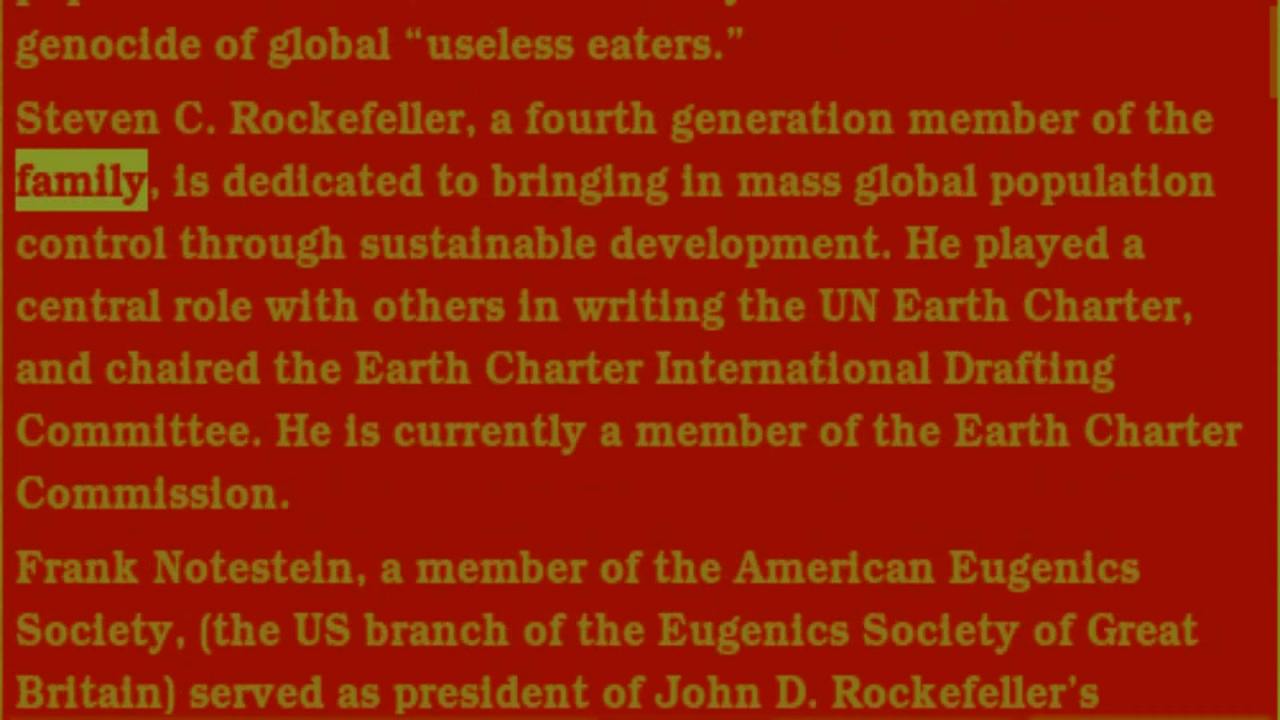 genocide of global “useless eaters.”
Steven C. Rockefeller, a fourth generation member of the
family, is dedicated to bringing in mass global population
control through sustainable development. He played a
central role with others in writing the UN Earth Charter,
and chaired the Earth Charter International Drafting
Committee. He is currently a member of the Earth Charter
Commission.
Frank Notestein, a member of the American Eugenics
Society, (the US branch of the Eugenics Society of Great
Britain) served as president of John D. Rockefeller’s